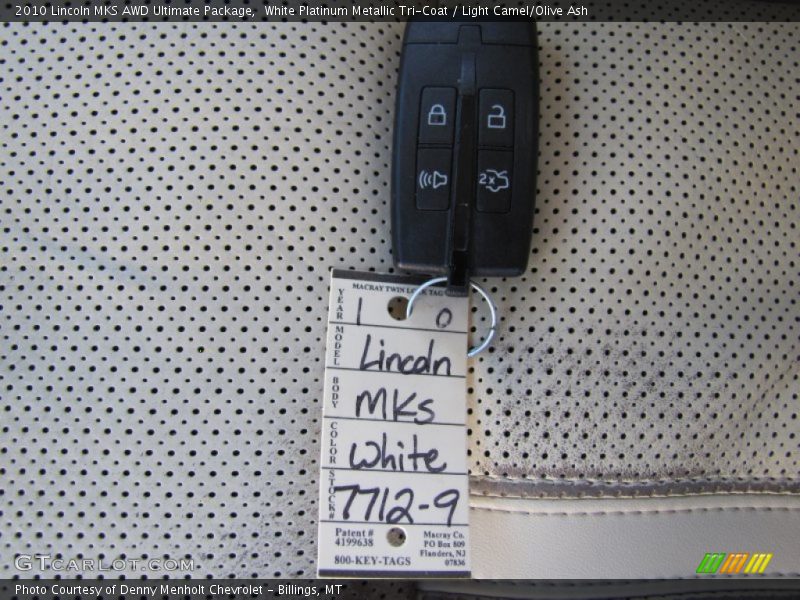 2010 Lincoln MKS AWD Ultimate Package, White Platinum Metallic Tri-Coat / Light Camel/Olive Ash
2x
MACRAY TWIN LOCK TAG
YEAR 1 0
MODEL Lincoln
BODY MKS
COLOR White
STOCK# 7712-9
Patent #
4199638
800-KEY-TAGS
Macray Co.
PO Box 809
Flanders, NJ
07836
GTCARLOT.COM
Photo Courtesy of Denny Menholt Chevrolet - Billings, MT